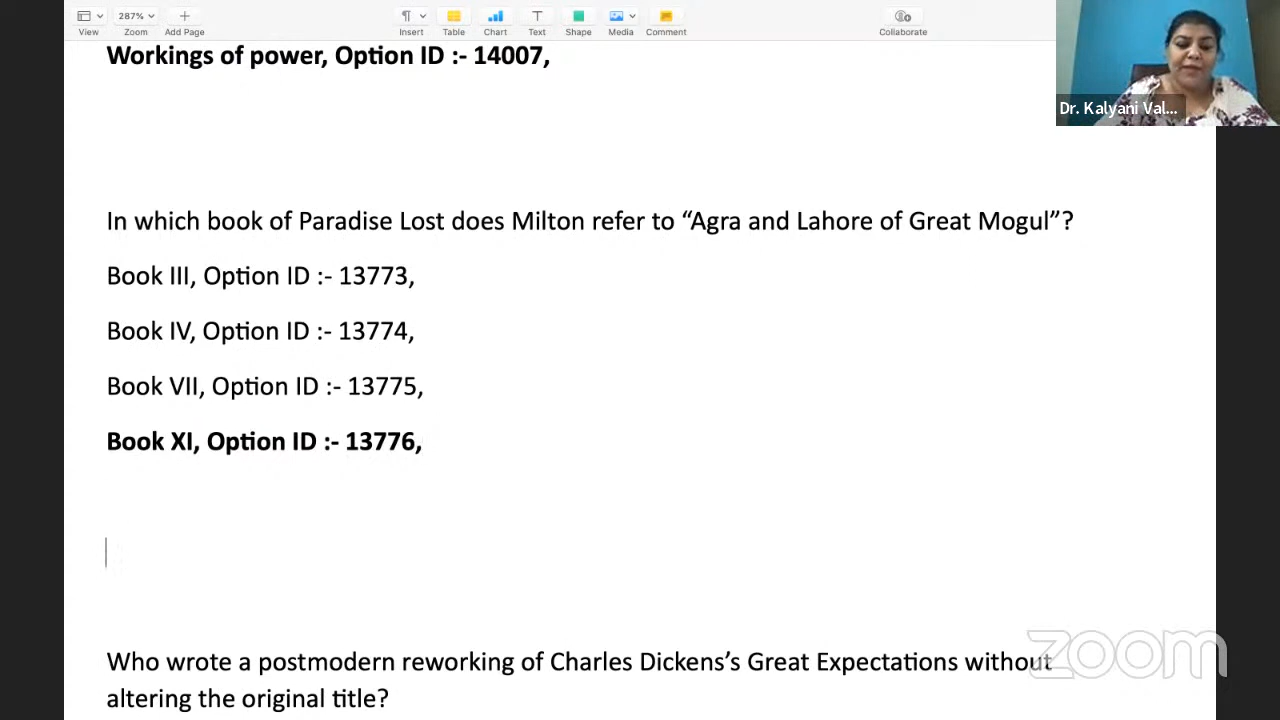 287%
View
Zoom
Add Page
Insert
Table
Chart
Text
Shape
Media
Comment
Collaborate
Workings of power, Option ID :- 14007,
Dr. Kalyani Val...
In which book of Paradise Lost does Milton refer to “Agra and Lahore of Great Mogul”?
Book III, Option ID :- 13773,
Book IV, Option ID :- 13774,
Book VII, Option ID :- 13775,
Book XI, Option ID :- 13776,
Who wrote a postmodern reworking of Charles Dickens’s Great Expectations without
altering the original title?
zoom